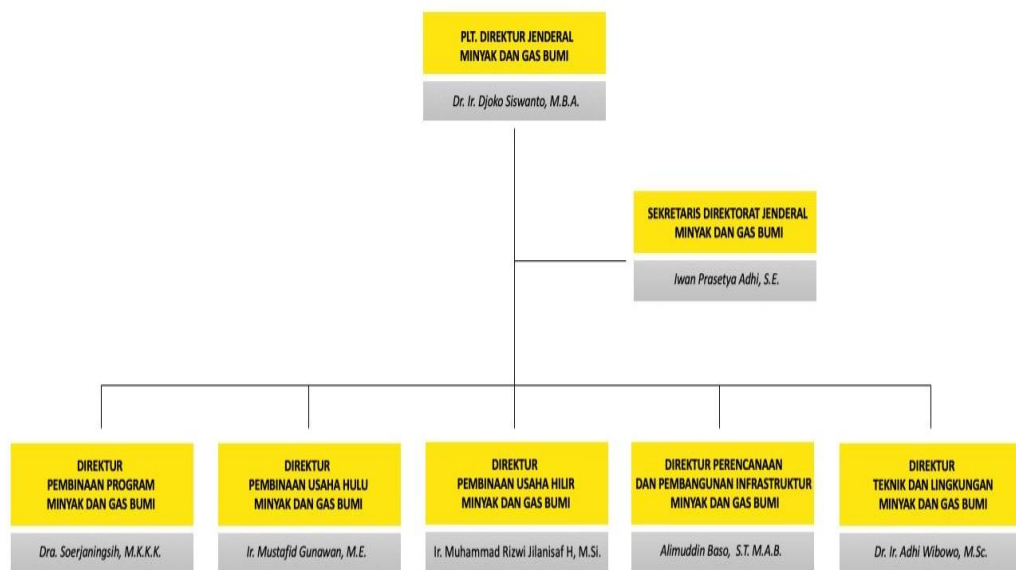 PLT. DIREKTUR JENDERAL
MINYAK DAN GAS BUMI
Dr. Ir. Djoko Siswanto, M.B.A.
SEKRETARIS DIREKTORAT JENDERAL
MINYAK DAN GAS BUMI
Iwan Prasetya Adhi, S.E.
DIREKTUR
PEMBINAAN PROGRAM
MINYAK DAN GAS BUMI
Dra. Soerjaningsih, M.K.K.K.
DIREKTUR
PEMBINAAN USAHA HULU
MINYAK DAN GAS BUMI
Ir. Mustafid Gunawan, M.E.
DIREKTUR
PEMBINAAN USAHA HILIR
MINYAK DAN GAS BUMI
Ir. Muhammad Rizwi Jilanisaf H, M.Si.
DIREKTUR PERENCANAAN
DAN PEMBANGUNAN INFRASTRUKTUR
MINYAK DAN GAS BUMI
Alimuddin Baso, S.T. M.A.B.
DIREKTUR
TEKNIK DAN LINGKUNGAN
MINYAK DAN GAS BUMI
Dr. Ir. Adhi Wibowo, M.Sc.